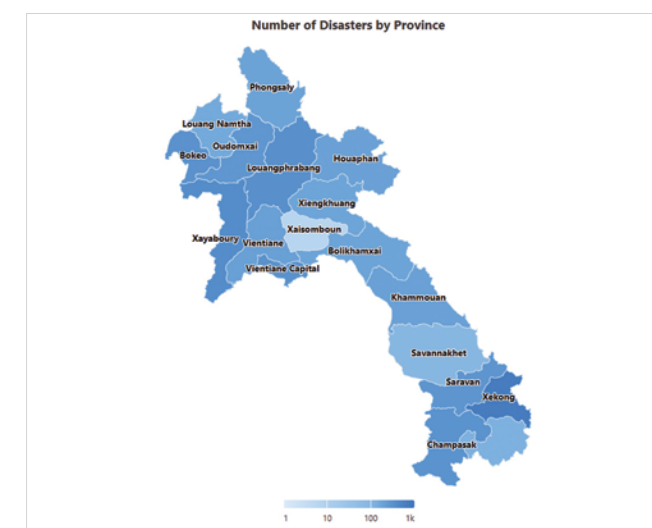 Number of Disasters by Province
Phongsaly
Louang Namtha
Oudomxai
Bokeo
Houaphan
Louangphrabang
Xiengkhuang
Xaisomboun
Xayaboury
Vientiane
Bolikhamxai
Vientiane Capital
Khammouan
Savannakhet
Saravan
Xekong
Champasak
1 10 100 1k